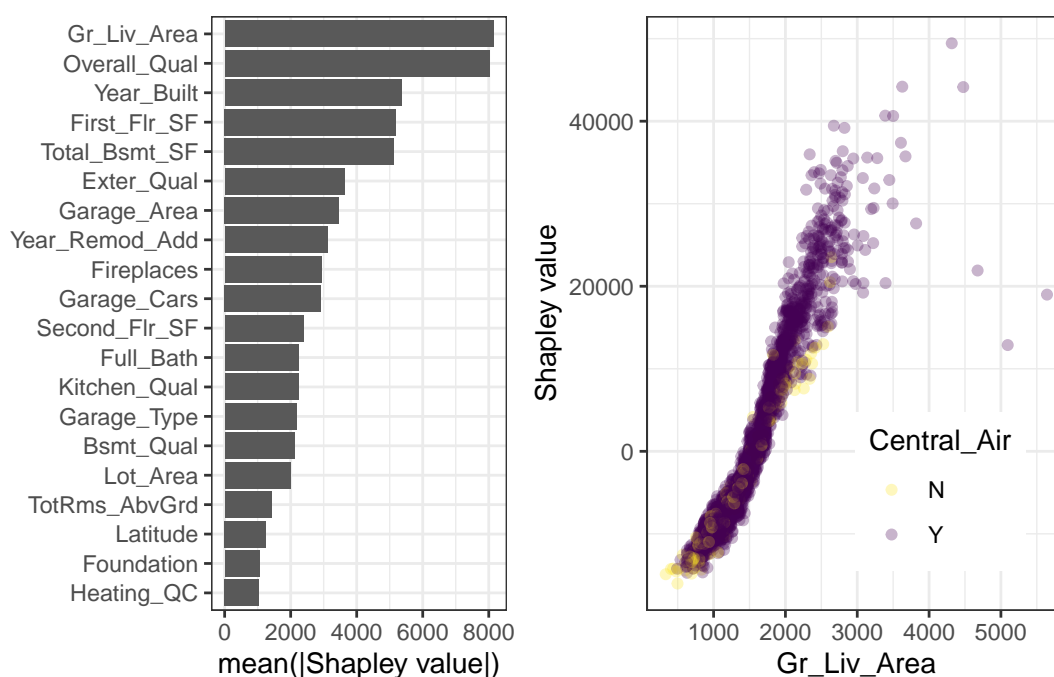 Gr_Liv_Area
Overall_Qual
Year_Built
First_Flr_SF
Total_Bsmt_SF
Exter_Qual
Garage_Area
Year_Remod_Add
Fireplaces
Garage_Cars
Second_Flr_SF
Full_Bath
Kitchen_Qual
Garage_Type
Bsmt_Qual
Lot_Area
TotRms_AbvGrd
Latitude
Foundation
Heating_QC
0 2000 4000 6000 8000
mean(|Shapley value|)
Shapley value
40000
20000
0
Central_Air
N
Y
1000 2000 3000 4000 5000
Gr_Liv_Area